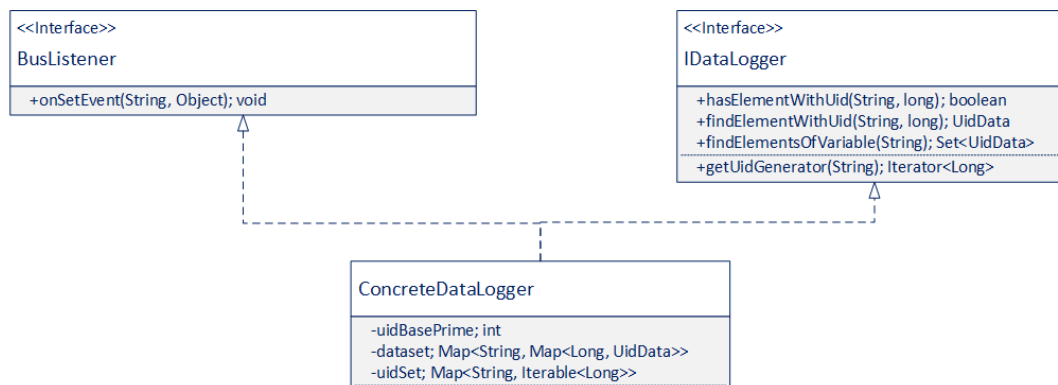 <<Interface>>
BusListener
+onSetEvent(String, Object); void
<<Interface>>
IDataLogger
+hasElementWithUid(String, long); boolean
+findElementWithUid(String, long); UidData
+findElementsOfVariable(String); Set<UidData>
+getUidGenerator(String); Iterator<Long>
ConcreteDataLogger
-uidBasePrime; int
-dataset; Map<String, Map<Long, UidData>>
-uidSet; Map<String, Iterable<Long>>